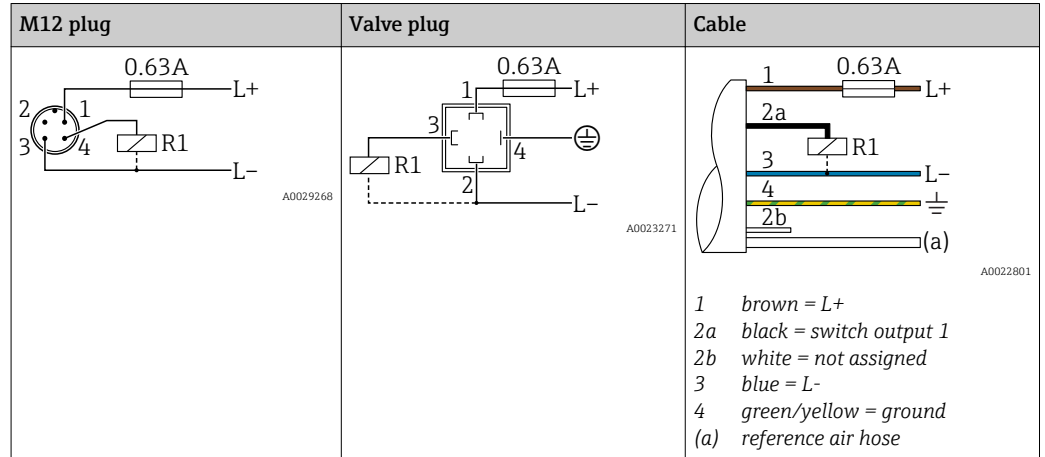 M12 plug
Valve plug
Cable
0.63A
L+
2
1
3
4
R1
L−
A0029268
0.63A
1
L+
3
4
R1
2
L−
A0023271
1
0.63A
L+
2a
R1
3
L−
4
2b
(a)
A0022801
1 brown = L+
2a black = switch output 1
2b white = not assigned
3 blue = L-
4 green/yellow = ground
(a) reference air hose